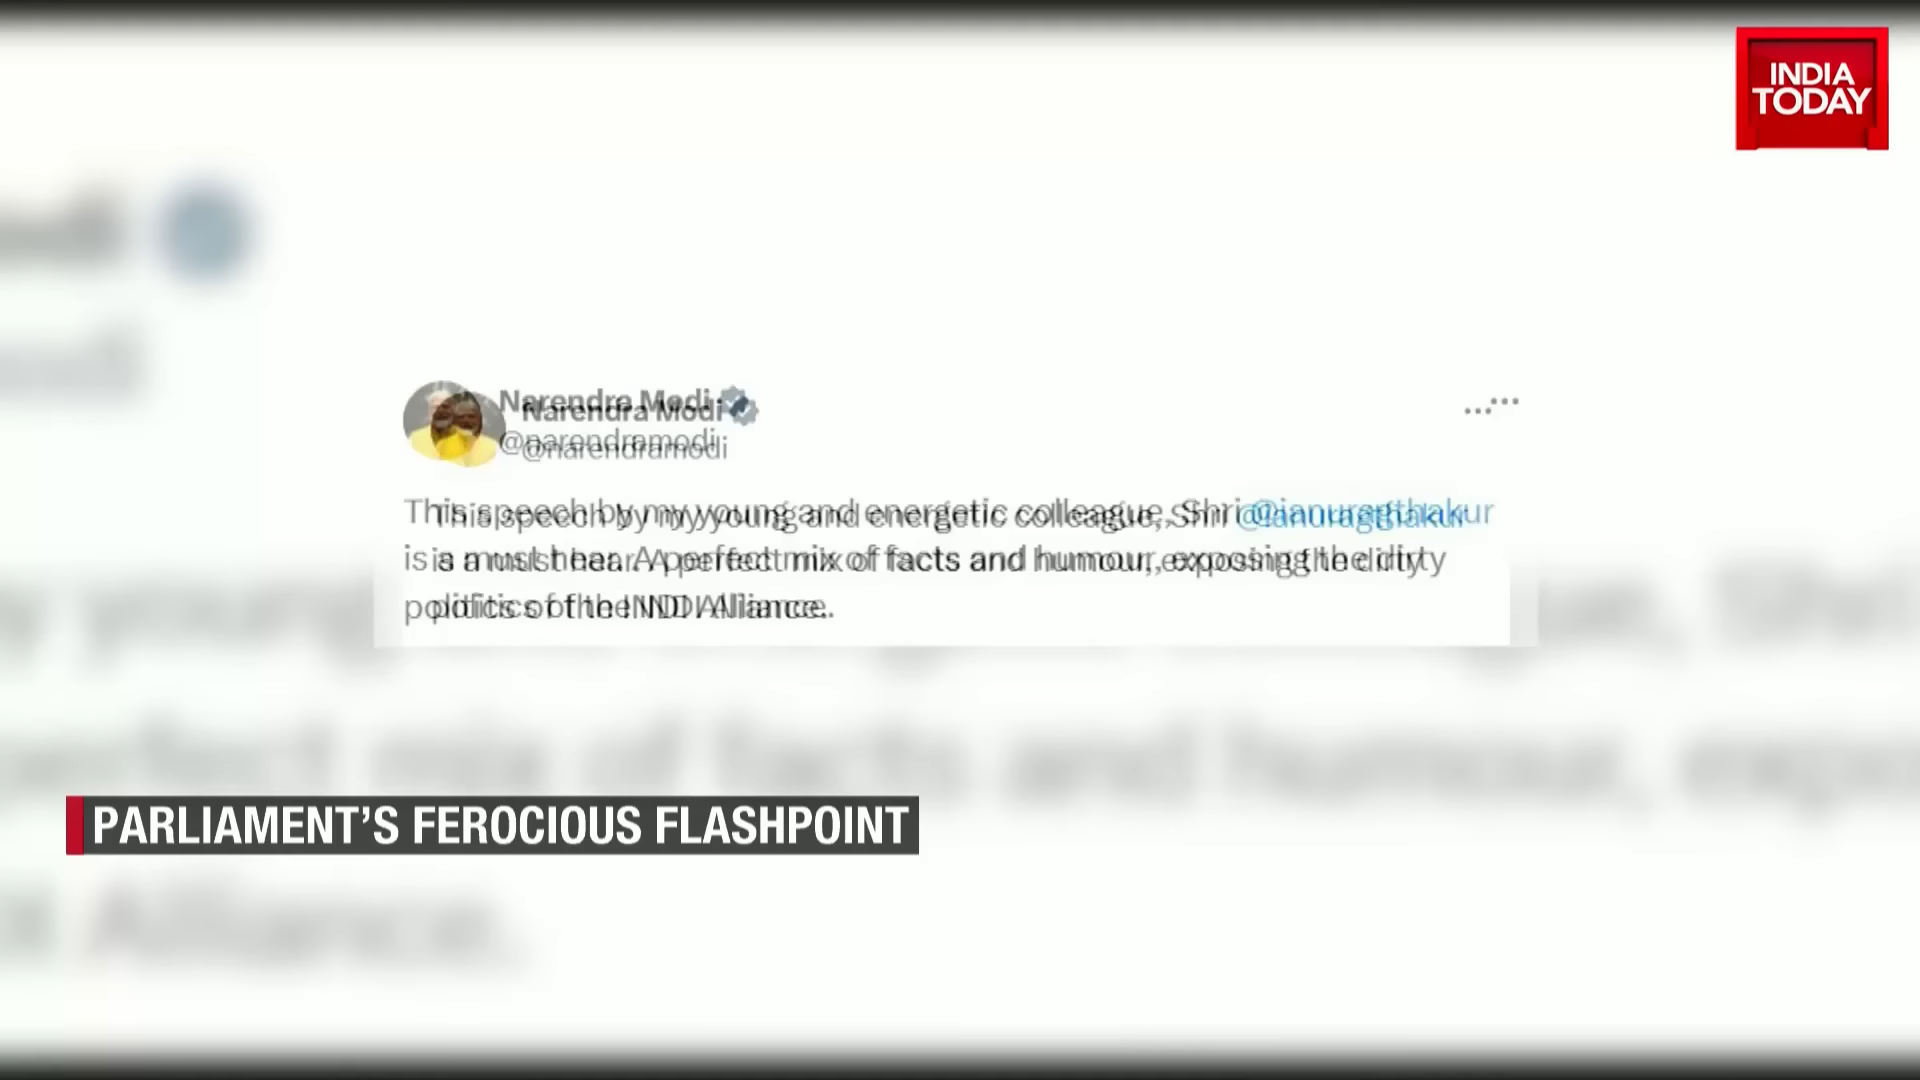 INDIA
TODAY
Narendra Modi
@narendramodi
This speech by my young and energetic colleague, Shri @ianuragthakur
is a must hear. A perfect mix of facts and humour, exposing the dirty
politics of the INDI Alliance.
PARLIAMENT'S FEROCIOUS FLASHPOINT